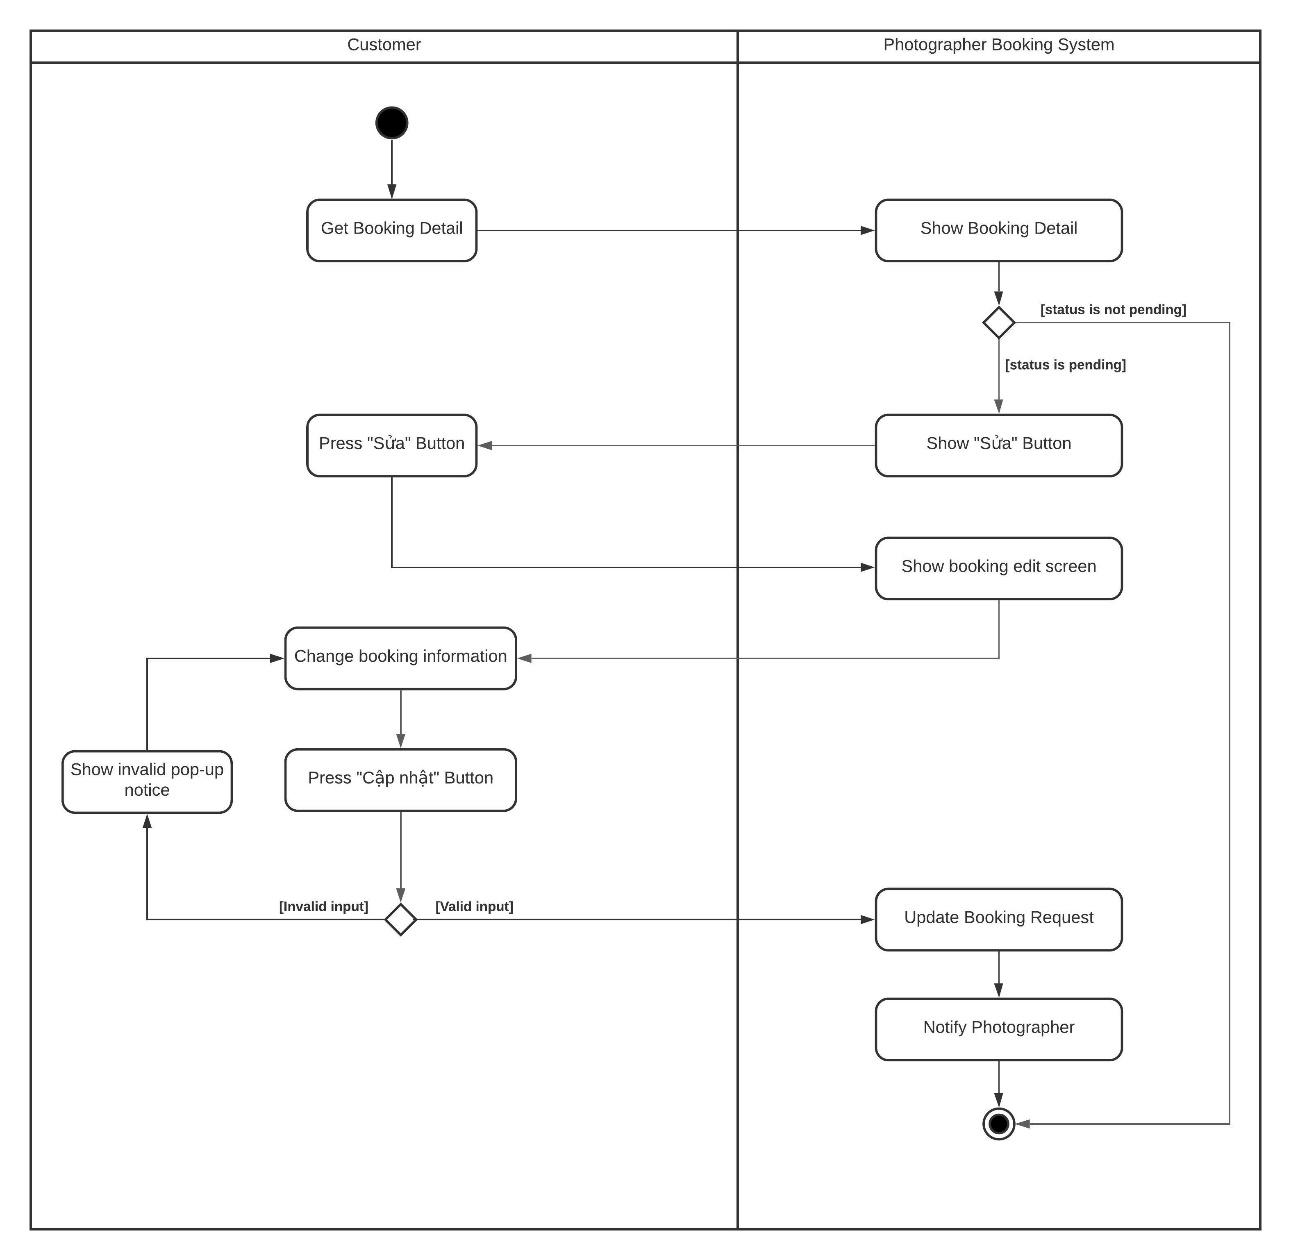 Customer
Photographer Booking System
Get Booking Detail
Show Booking Detail
[status is not pending]
[status is pending]
Press "Sửa" Button
Show "Sửa" Button
Show booking edit screen
Change booking information
Show invalid pop-up
notice
Press "Cập nhật" Button
[Invalid input]
[Valid input]
Update Booking Request
Notify Photographer